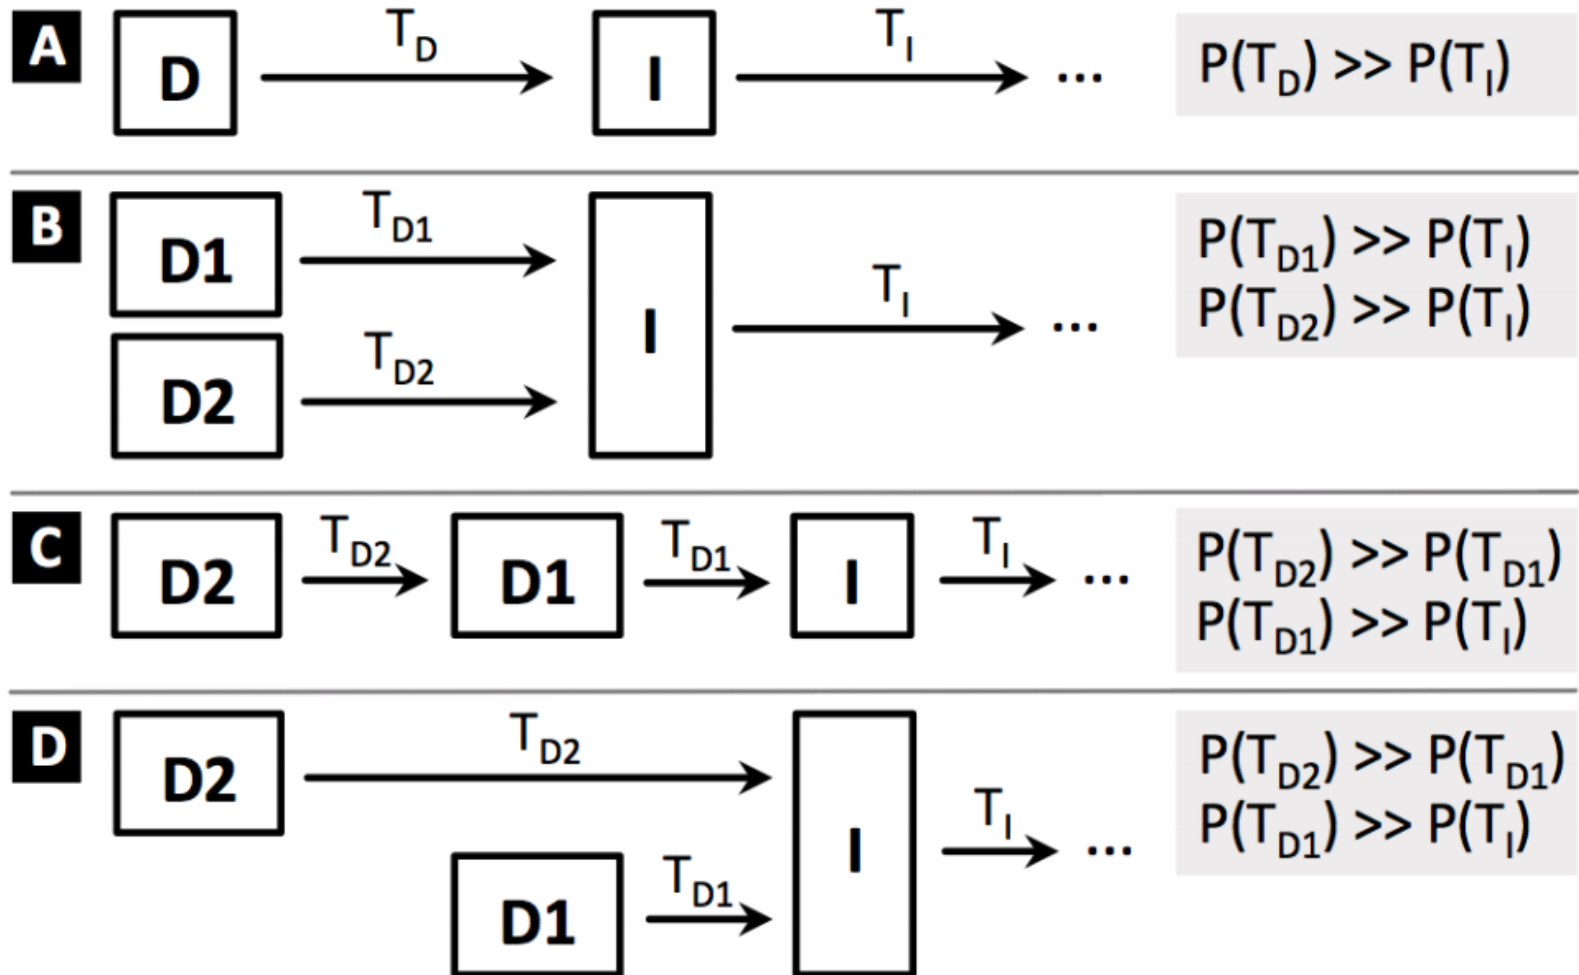 A
D
T_D
I
T_I
...
P(T_D) >> P(T_I)
B
D1
T_D1
D2
T_D2
I
T_I
...
P(T_D1) >> P(T_I)
P(T_D2) >> P(T_I)
C
D2
T_D2
D1
T_D1
I
T_I
...
P(T_D2) >> P(T_D1)
P(T_D1) >> P(T_I)
D
D2
T_D2
D1
T_D1
I
T_I
...
P(T_D2) >> P(T_D1)
P(T_D1) >> P(T_I)